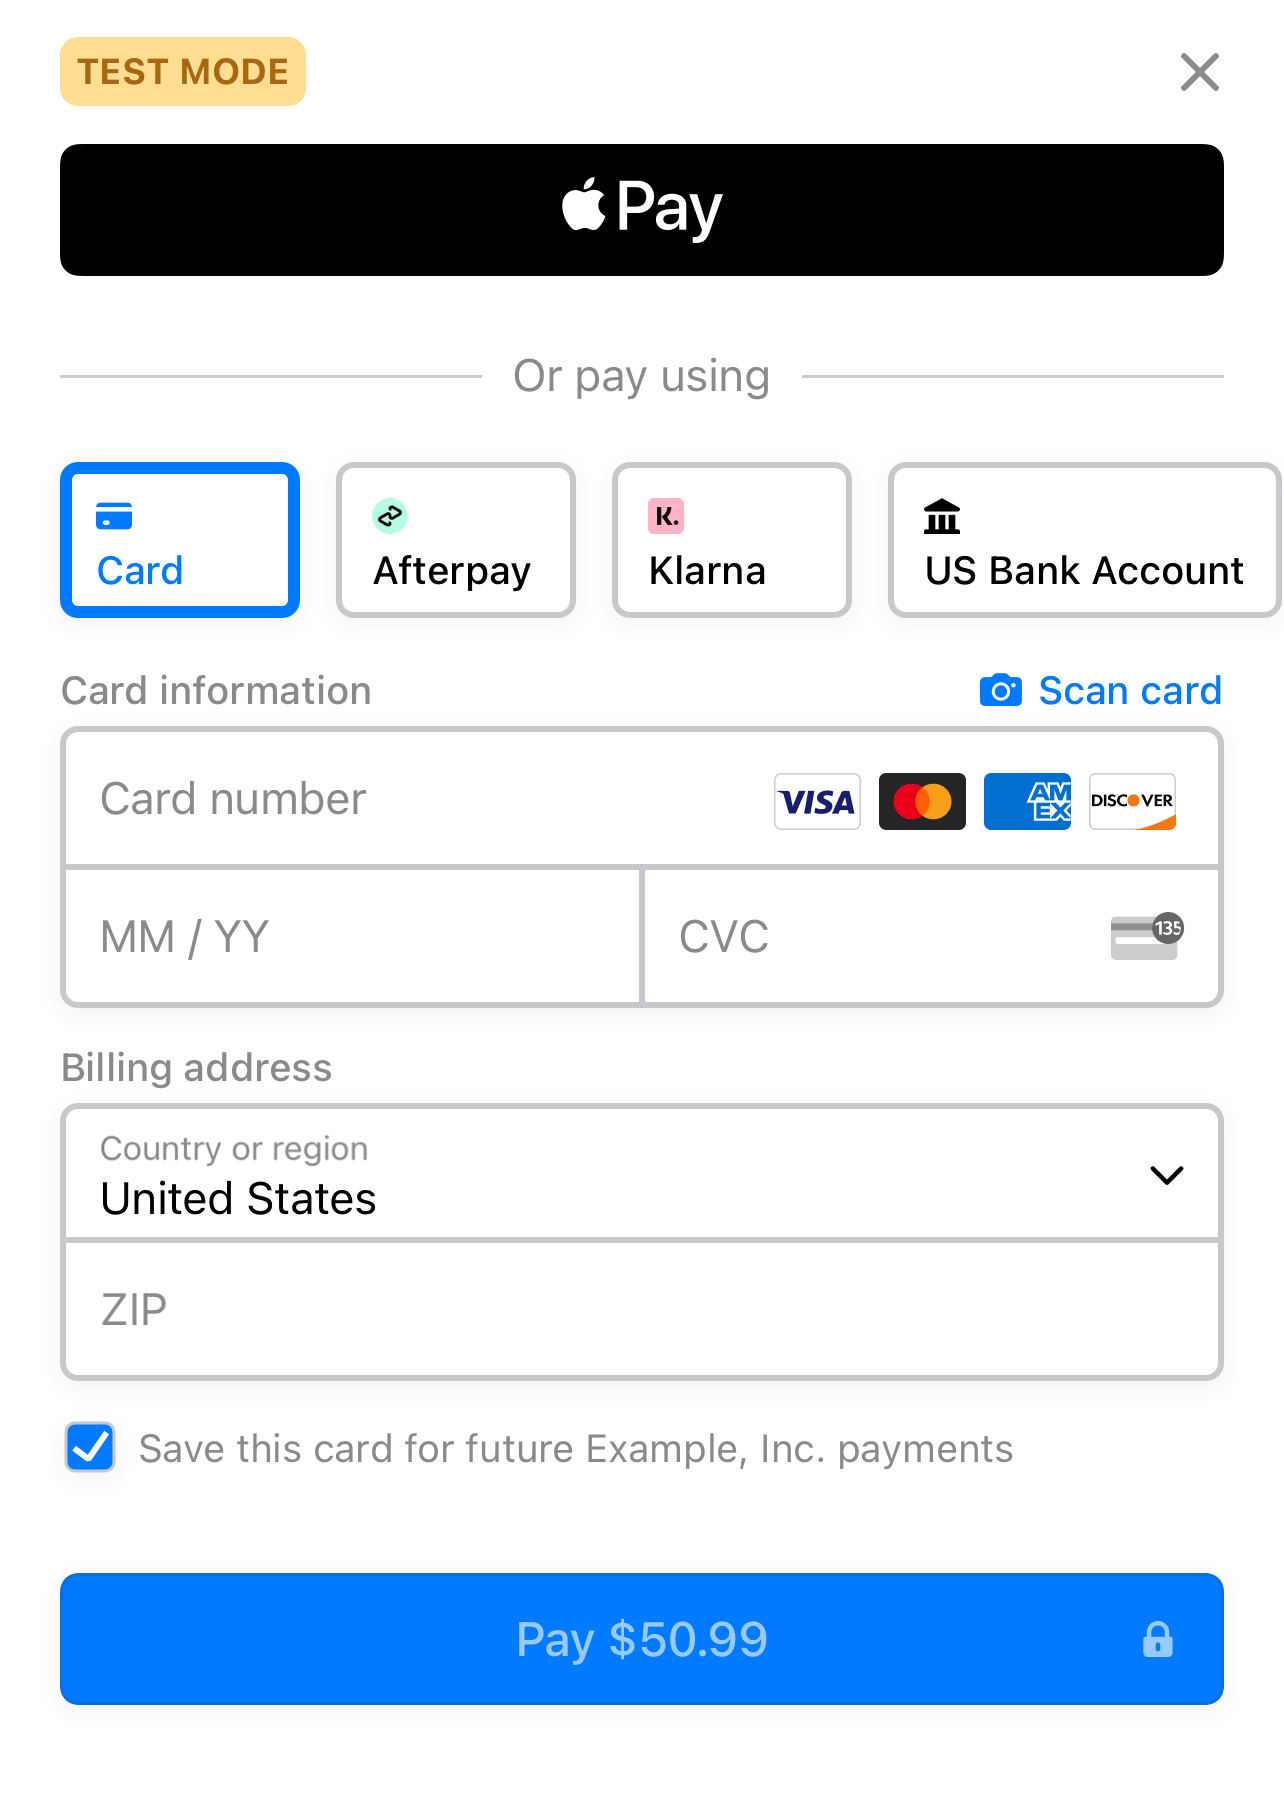 TEST MODE
Pay
Or pay using
Card
Afterpay
K.
Klarna
US Bank Account
Card information
Scan card
Card number
VISA
AM
EX
DISCOVER
MM / YY
CVC
135
Billing address
Country or region
United States
ZIP
Save this card for future Example, Inc. payments
Pay $50.99